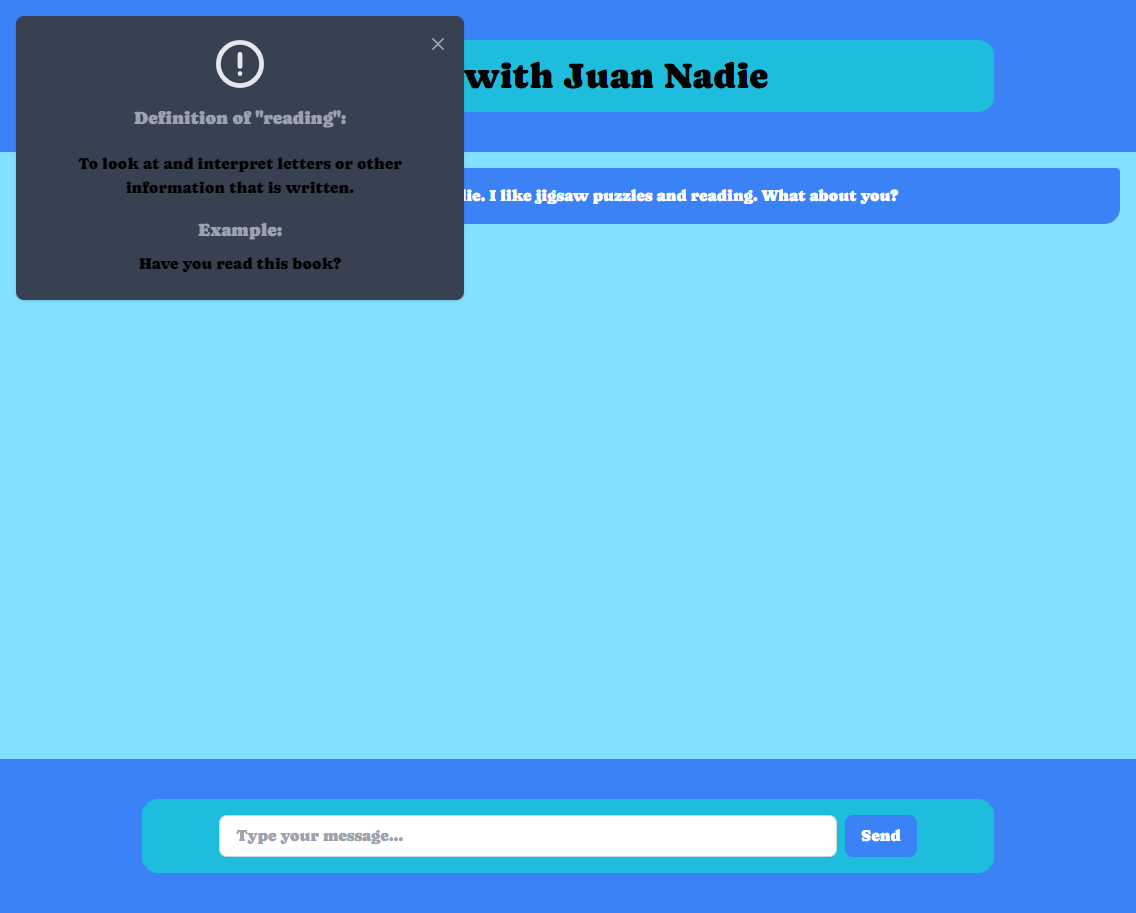 with Juan Nadie
Definition of "reading":
To look at and interpret letters or other
information that is written.
Example:
Have you read this book?
I like jigsaw puzzles and reading. What about you?
Type your message...
Send